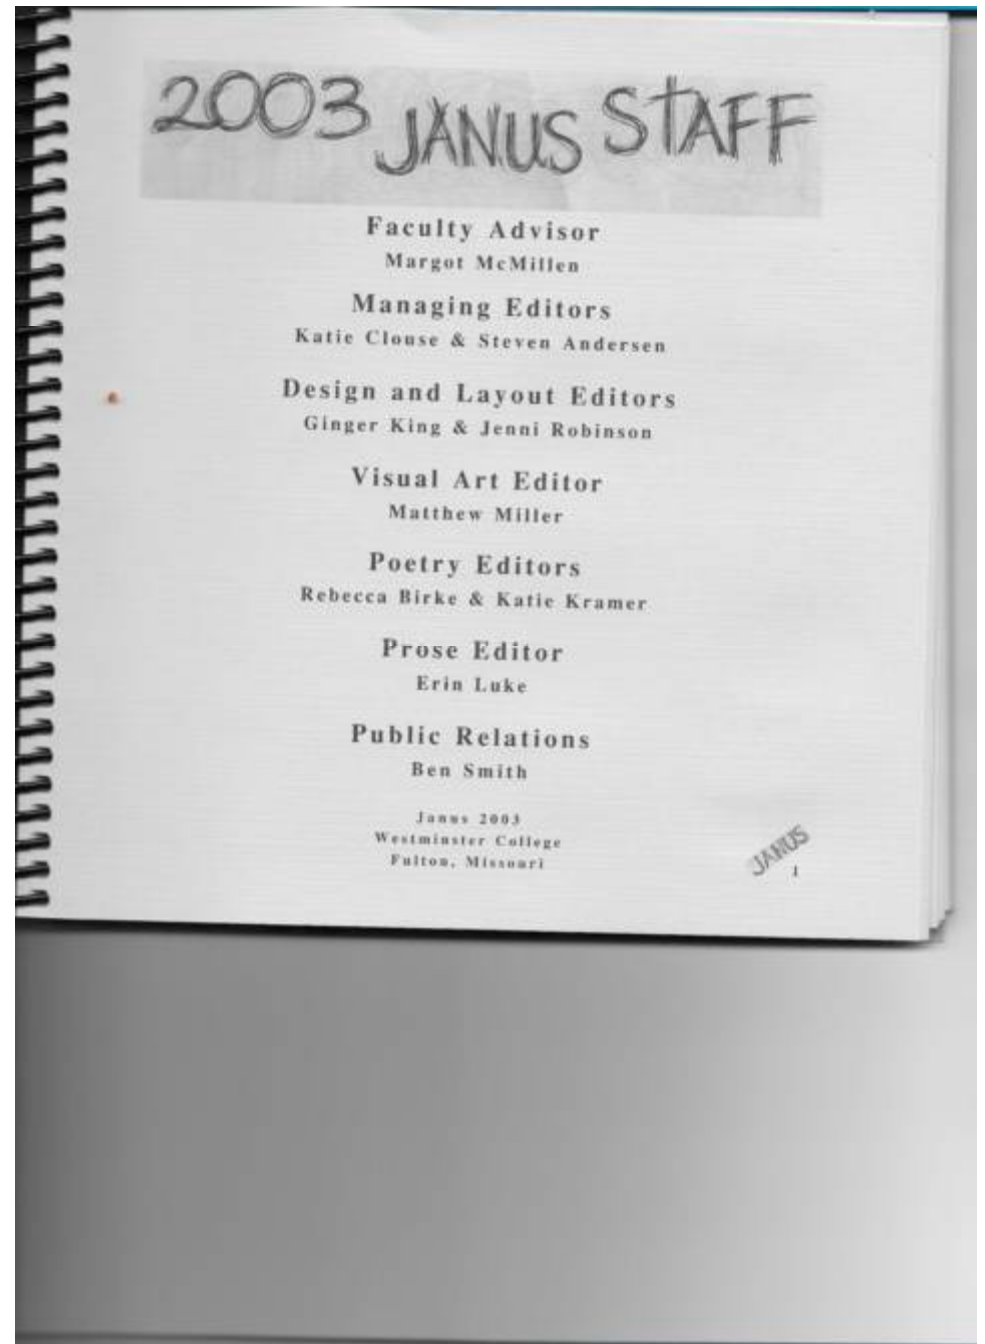 2003 JANUS STAFF
Faculty Advisor
Margot McMillen
Managing Editors
Katie Clouse & Steven Andersen
Design and Layout Editors
Ginger King & Jenni Robinson
Visual Art Editor
Matthew Miller
Poetry Editors
Rebecca Birke & Katie Kramer
Prose Editor
Erin Luke
Public Relations
Ben Smith
Janus 2003
Westminster College
Fulton, Missouri
JANUS
1